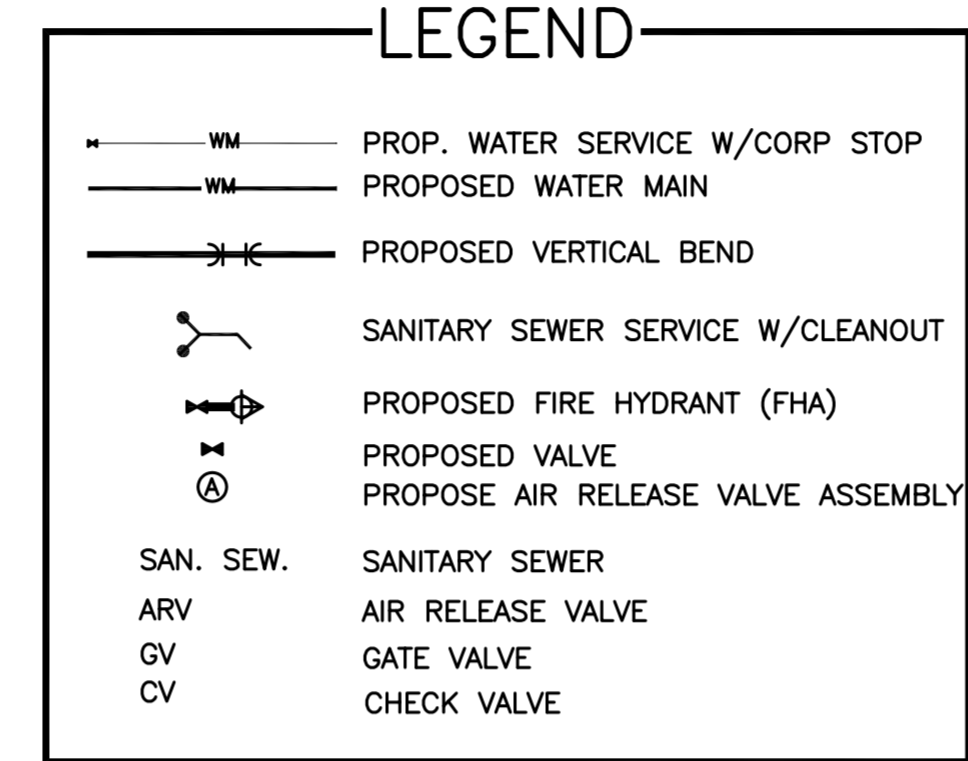 LEGEND
WM PROP. WATER SERVICE W/CORP STOP
WM PROPOSED WATER MAIN
PROPOSED VERTICAL BEND
SANITARY SEWER SERVICE W/CLEANOUT
PROPOSED FIRE HYDRANT (FHA)
PROPOSED VALVE
A PROPOSE AIR RELEASE VALVE ASSEMBLY
SAN. SEW. SANITARY SEWER
ARV AIR RELEASE VALVE
GV GATE VALVE
CV CHECK VALVE